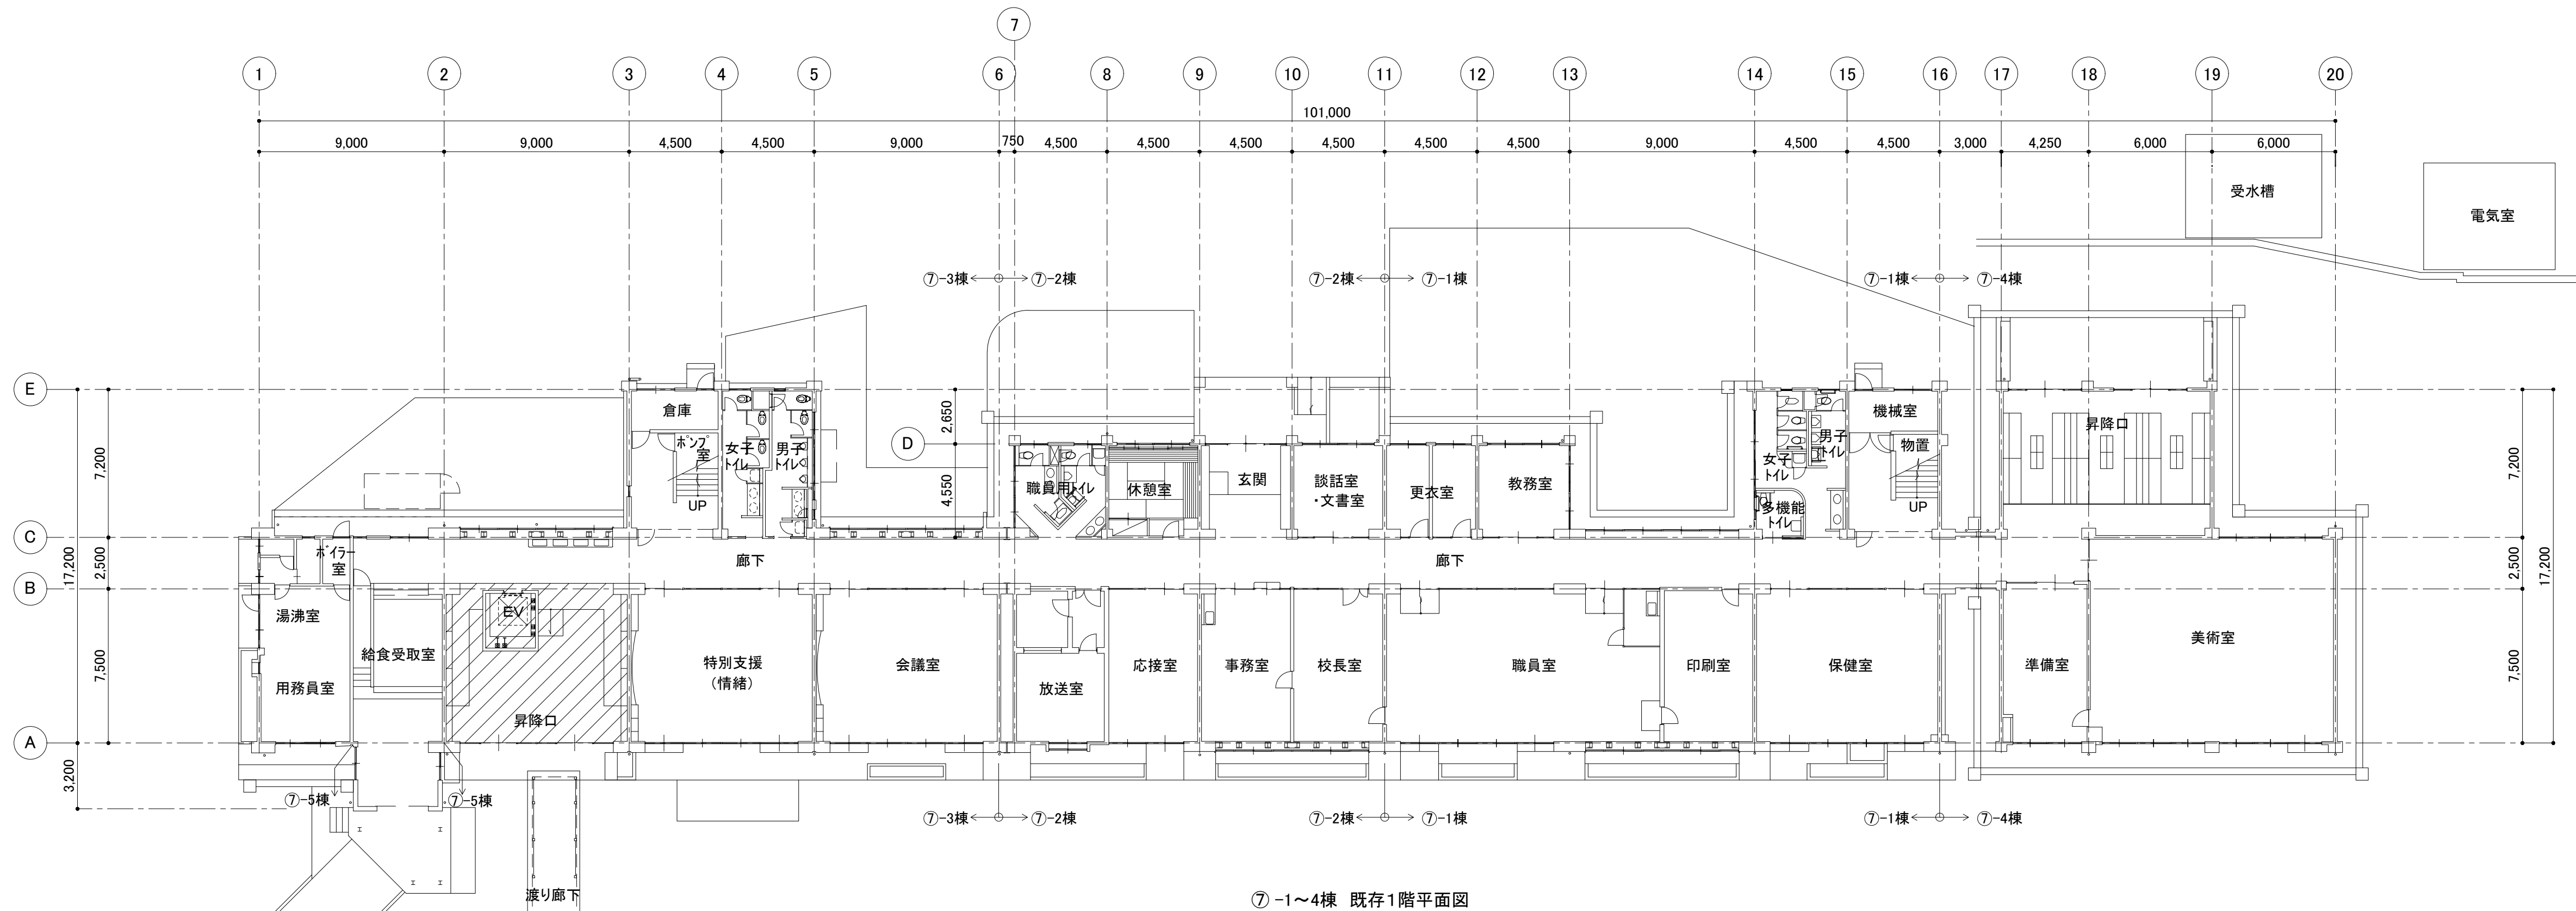 7
1 2 3 4 5 6 8 9 10 11 12 13 14 15 16 17 18 19 20
101,000
9,000 9,000 4,500 4,500 9,000 750 4,500 4,500 4,500 4,500 4,500 4,500 9,000 4,500 4,500 3,000 4,250 6,000 6,000
受水槽
電気室
⑦-3棟 ⑦-2棟
⑦-2棟 ⑦-1棟
⑦-1棟 ⑦-4棟
E
D
C
B
A
7,200
2,500
17,200
7,500
3,200
2,650
4,550
7,200
2,500
17,200
7,500
倉庫
ポンプ
室
UP
女子
トイレ
男子
トイレ
職員用トイレ
休憩室
玄関
談話室
・文書室
更衣室
教務室
女子
トイレ
男子
トイレ
多機能
トイレ
機械室
物置
UP
昇降口
ボイラー
室
廊下
廊下
湯沸室
用務員室
給食受取室
EV
昇降口
特別支援
(情緒)
会議室
放送室
応接室
事務室
校長室
職員室
印刷室
保健室
準備室
美術室
⑦-5棟
⑦-5棟
⑦-3棟 ⑦-2棟
⑦-2棟 ⑦-1棟
⑦-1棟 ⑦-4棟
渡り廊下
⑦-1～4棟 既存1階平面図